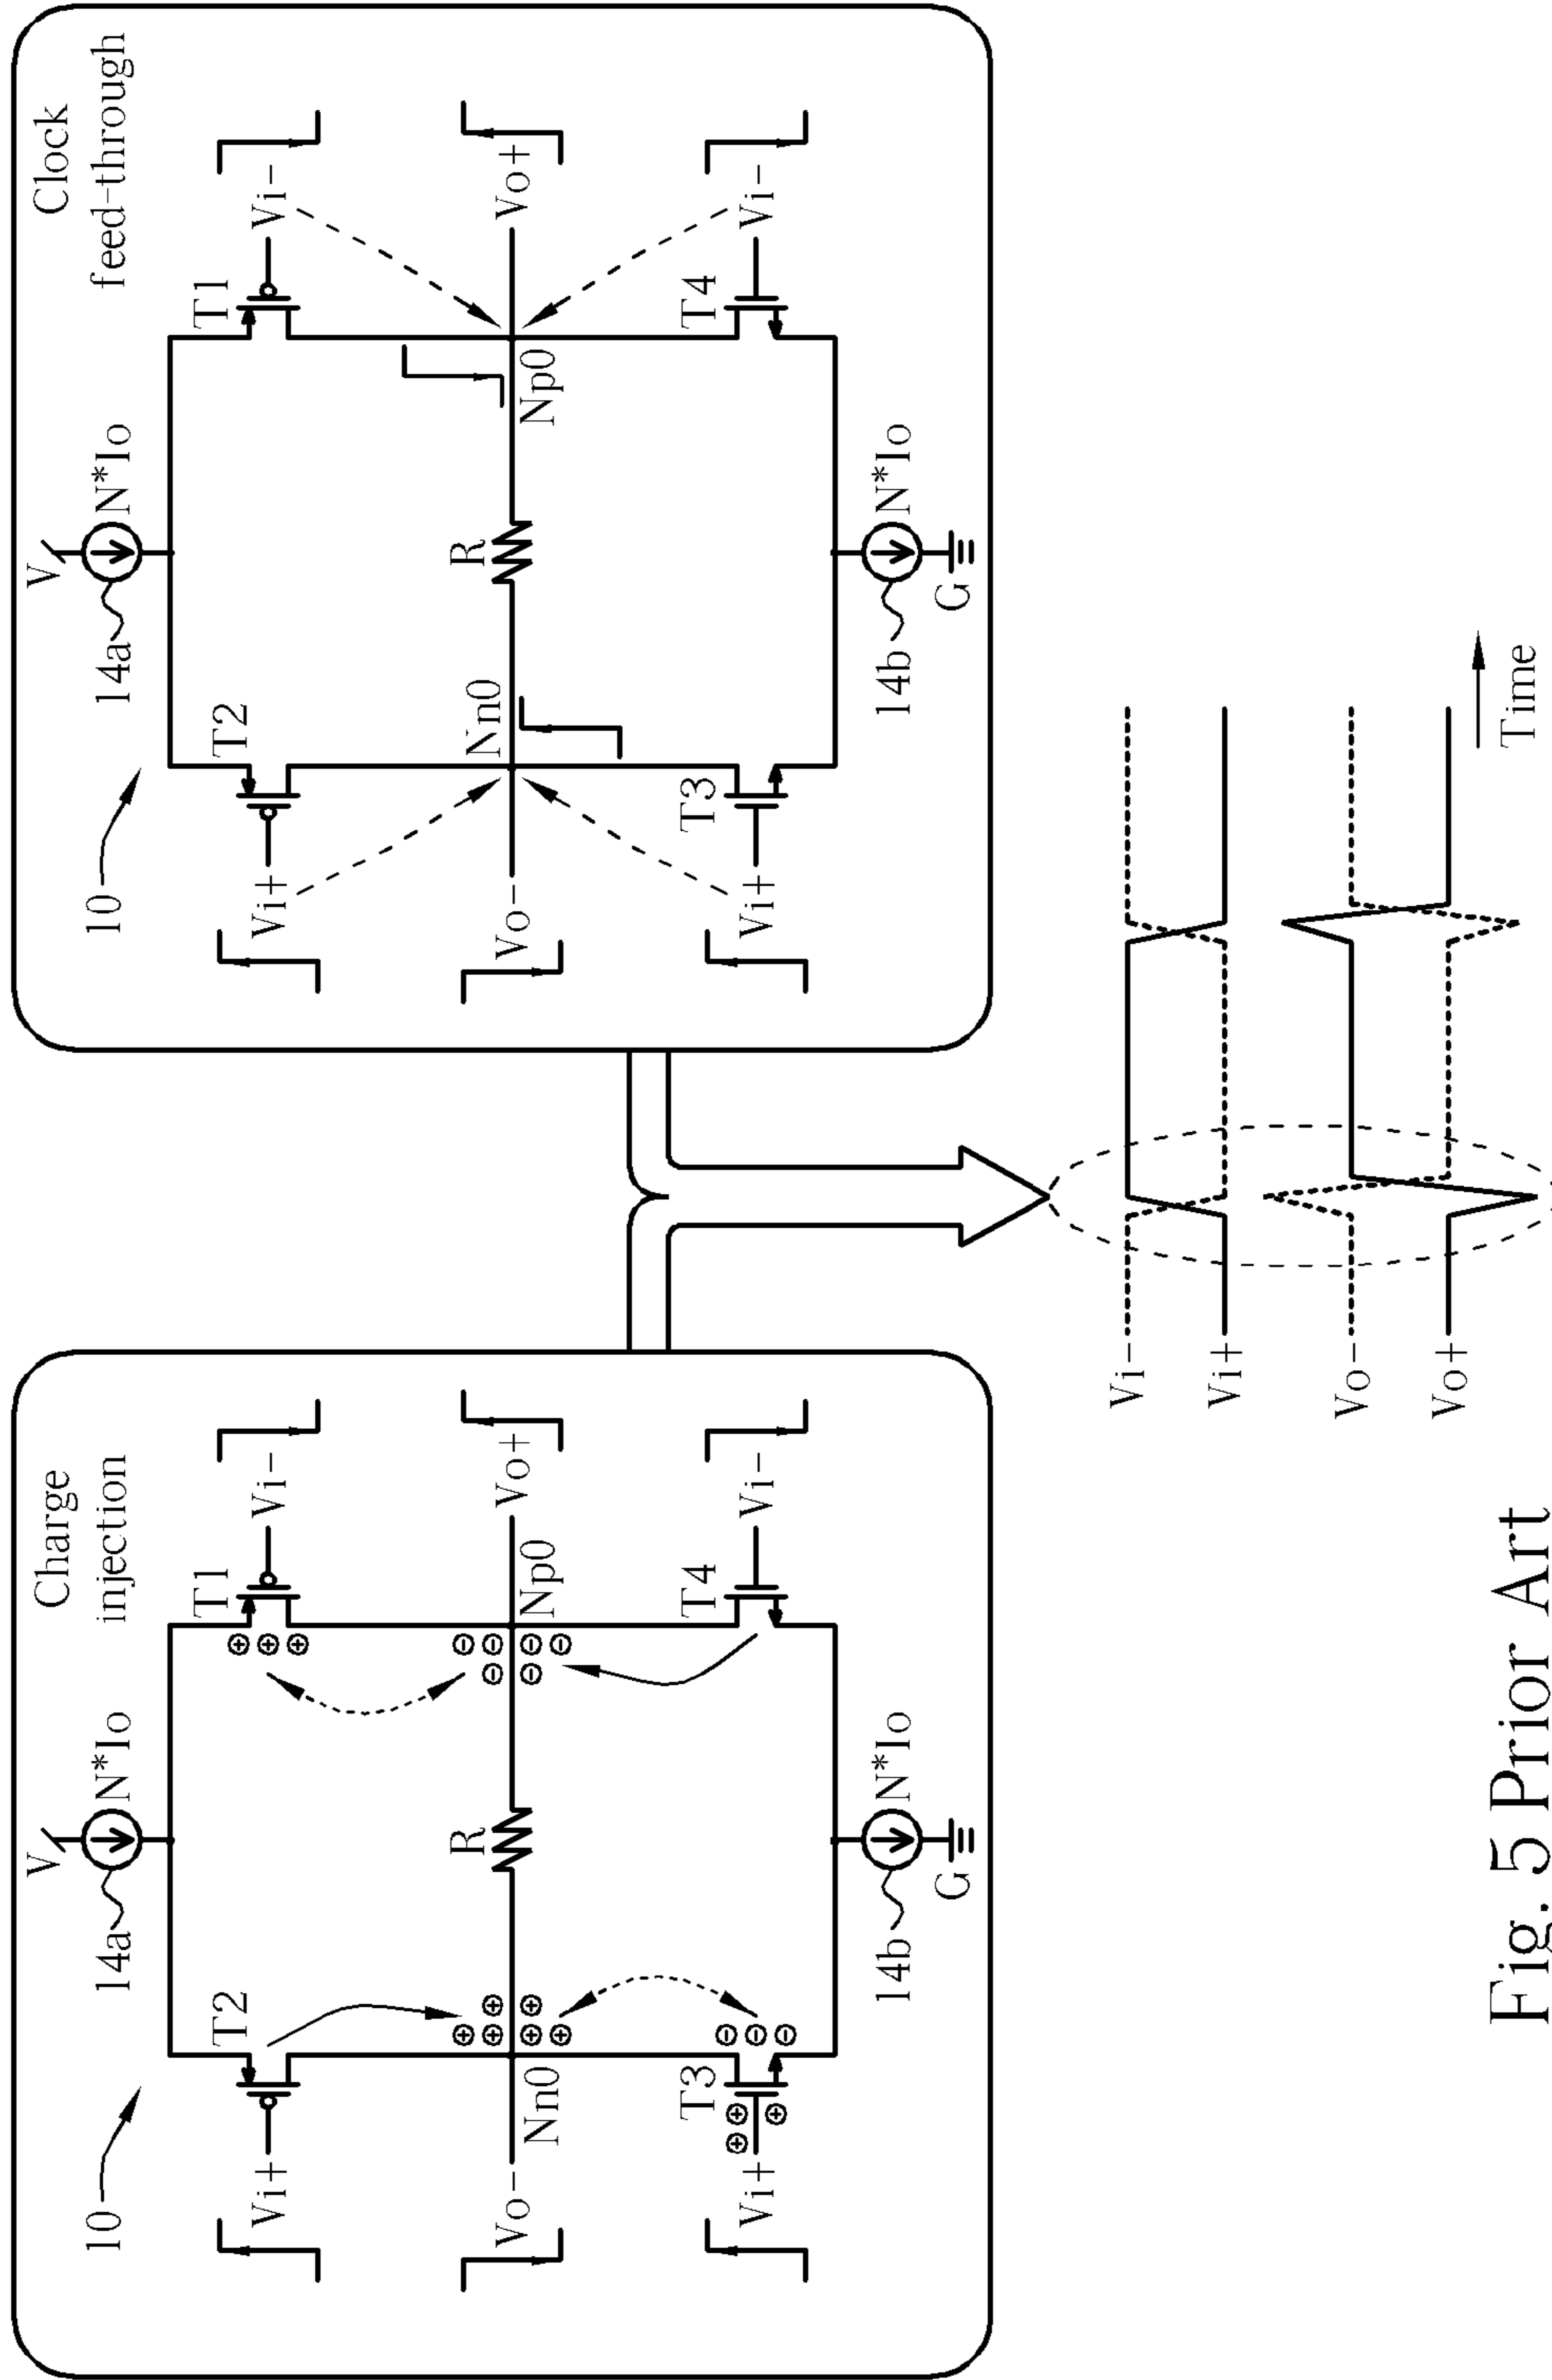 Charge
injection
10
V
14a
N*Io
T2
T1
Vi+
Vi-
R
Vo-
Nn0
Np0
Vo+
T3
T4
Vi+
Vi-
14b
N*Io
G
Clock
feed-through
10
V
14a
N*Io
T2
T1
Vi+
Vi-
Nn0
R
Vo-
Np0
Vo+
T3
T4
Vi+
Vi-
14b
N*Io
G
Vi-
Vi+
Vo-
Vo+
Time
Fig. 5 Prior Art